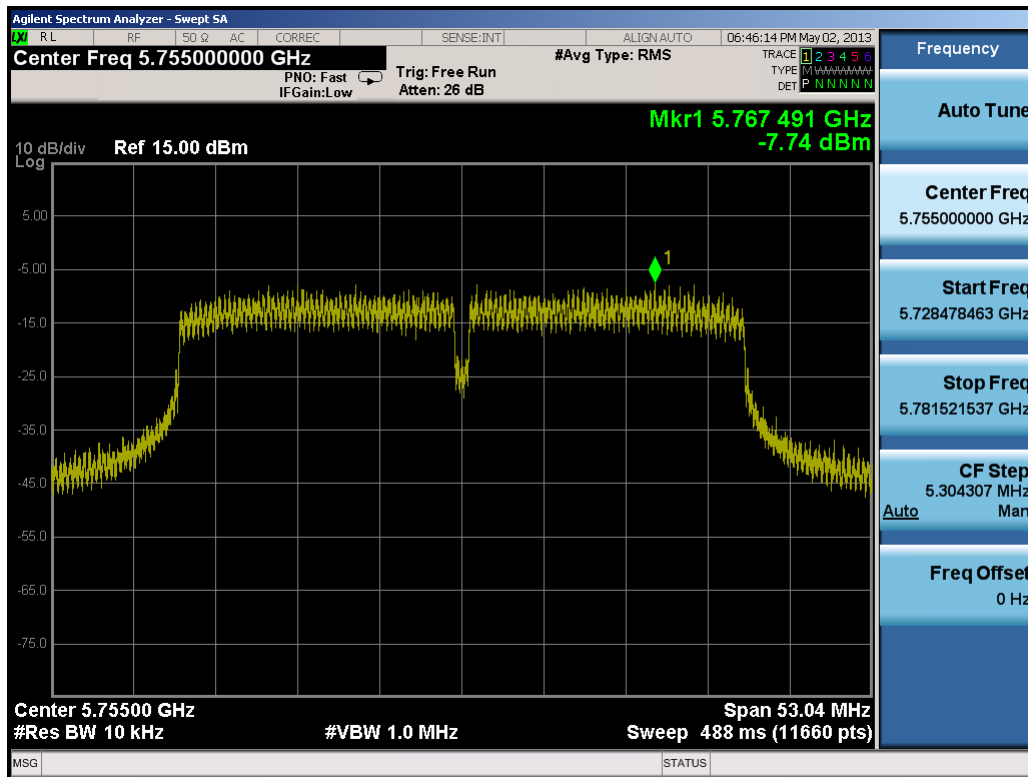 Agilent Spectrum Analyzer - Swept SA
LXI RL RF 50 Ω AC CORREC SENSE:INT ALIGN AUTO 06:46:14 PM May 02, 2013
Center Freq 5.755000000 GHz
PNO: Fast
IFGain:Low
Trig: Free Run
Atten: 26 dB
#Avg Type: RMS
TRACE 1 2 3 4 5 6
TYPE M W W W W W
DET P N N N N N
Mkr1 5.767 491 GHz
-7.74 dBm
10 dB/div Ref 15.00 dBm
Log
5.00
-5.00
-15.0
-25.0
-35.0
-45.0
-55.0
-65.0
-75.0
1
Center 5.75500 GHz Span 53.04 MHz
#Res BW 10 kHz #VBW 1.0 MHz Sweep 488 ms (11660 pts)
MSG STATUS
Frequency
Auto Tune
Center Freq
5.755000000 GHz
Start Freq
5.728478463 GHz
Stop Freq
5.781521537 GHz
CF Step
5.304307 MHz
Auto Man
Freq Offset
0 Hz